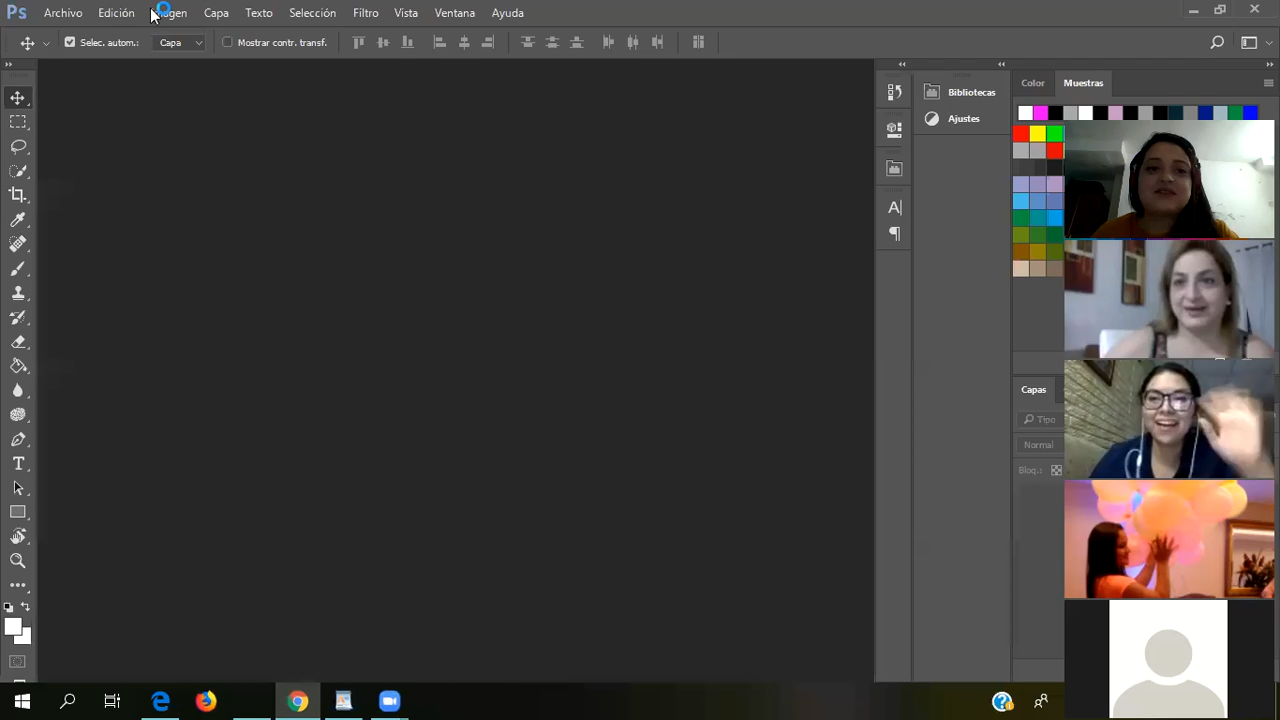 Ps Archivo Edición Imagen Capa Texto Selección Filtro Vista Ventana Ayuda
Selec. autom.: Capa Mostrar contr. transf.
Color Muestras
Bibliotecas
Ajustes
Capas
Tipo
Normal
Bloq.: